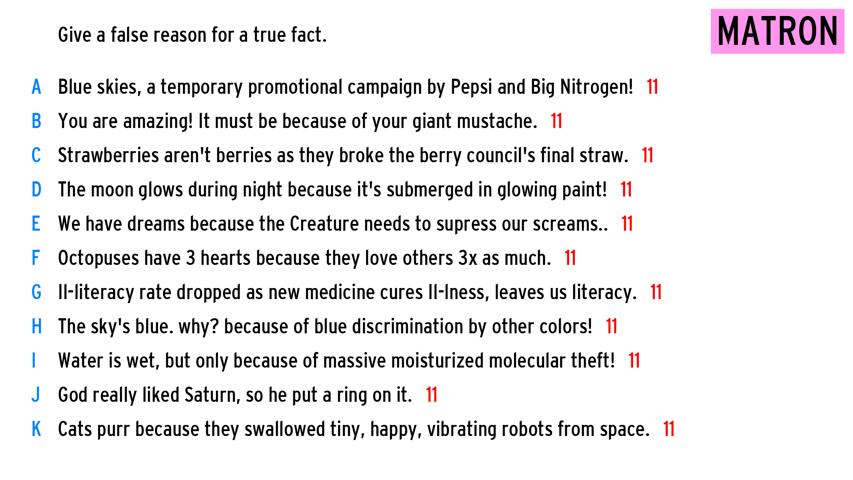 Give a false reason for a true fact.
MATRON
A Blue skies, a temporary promotional campaign by Pepsi and Big Nitrogen! 11
B You are amazing! It must be because of your giant mustache. 11
C Strawberries aren't berries as they broke the berry council's final straw. 11
D The moon glows during night because it's submerged in glowing paint! 11
E We have dreams because the Creature needs to supress our screams.. 11
F Octopuses have 3 hearts because they love others 3x as much. 11
G Il-literacy rate dropped as new medicine cures Il-lness, leaves us literacy. 11
H The sky's blue. why? because of blue discrimination by other colors! 11
I Water is wet, but only because of massive moisturized molecular theft! 11
J God really liked Saturn, so he put a ring on it. 11
K Cats purr because they swallowed tiny, happy, vibrating robots from space. 11